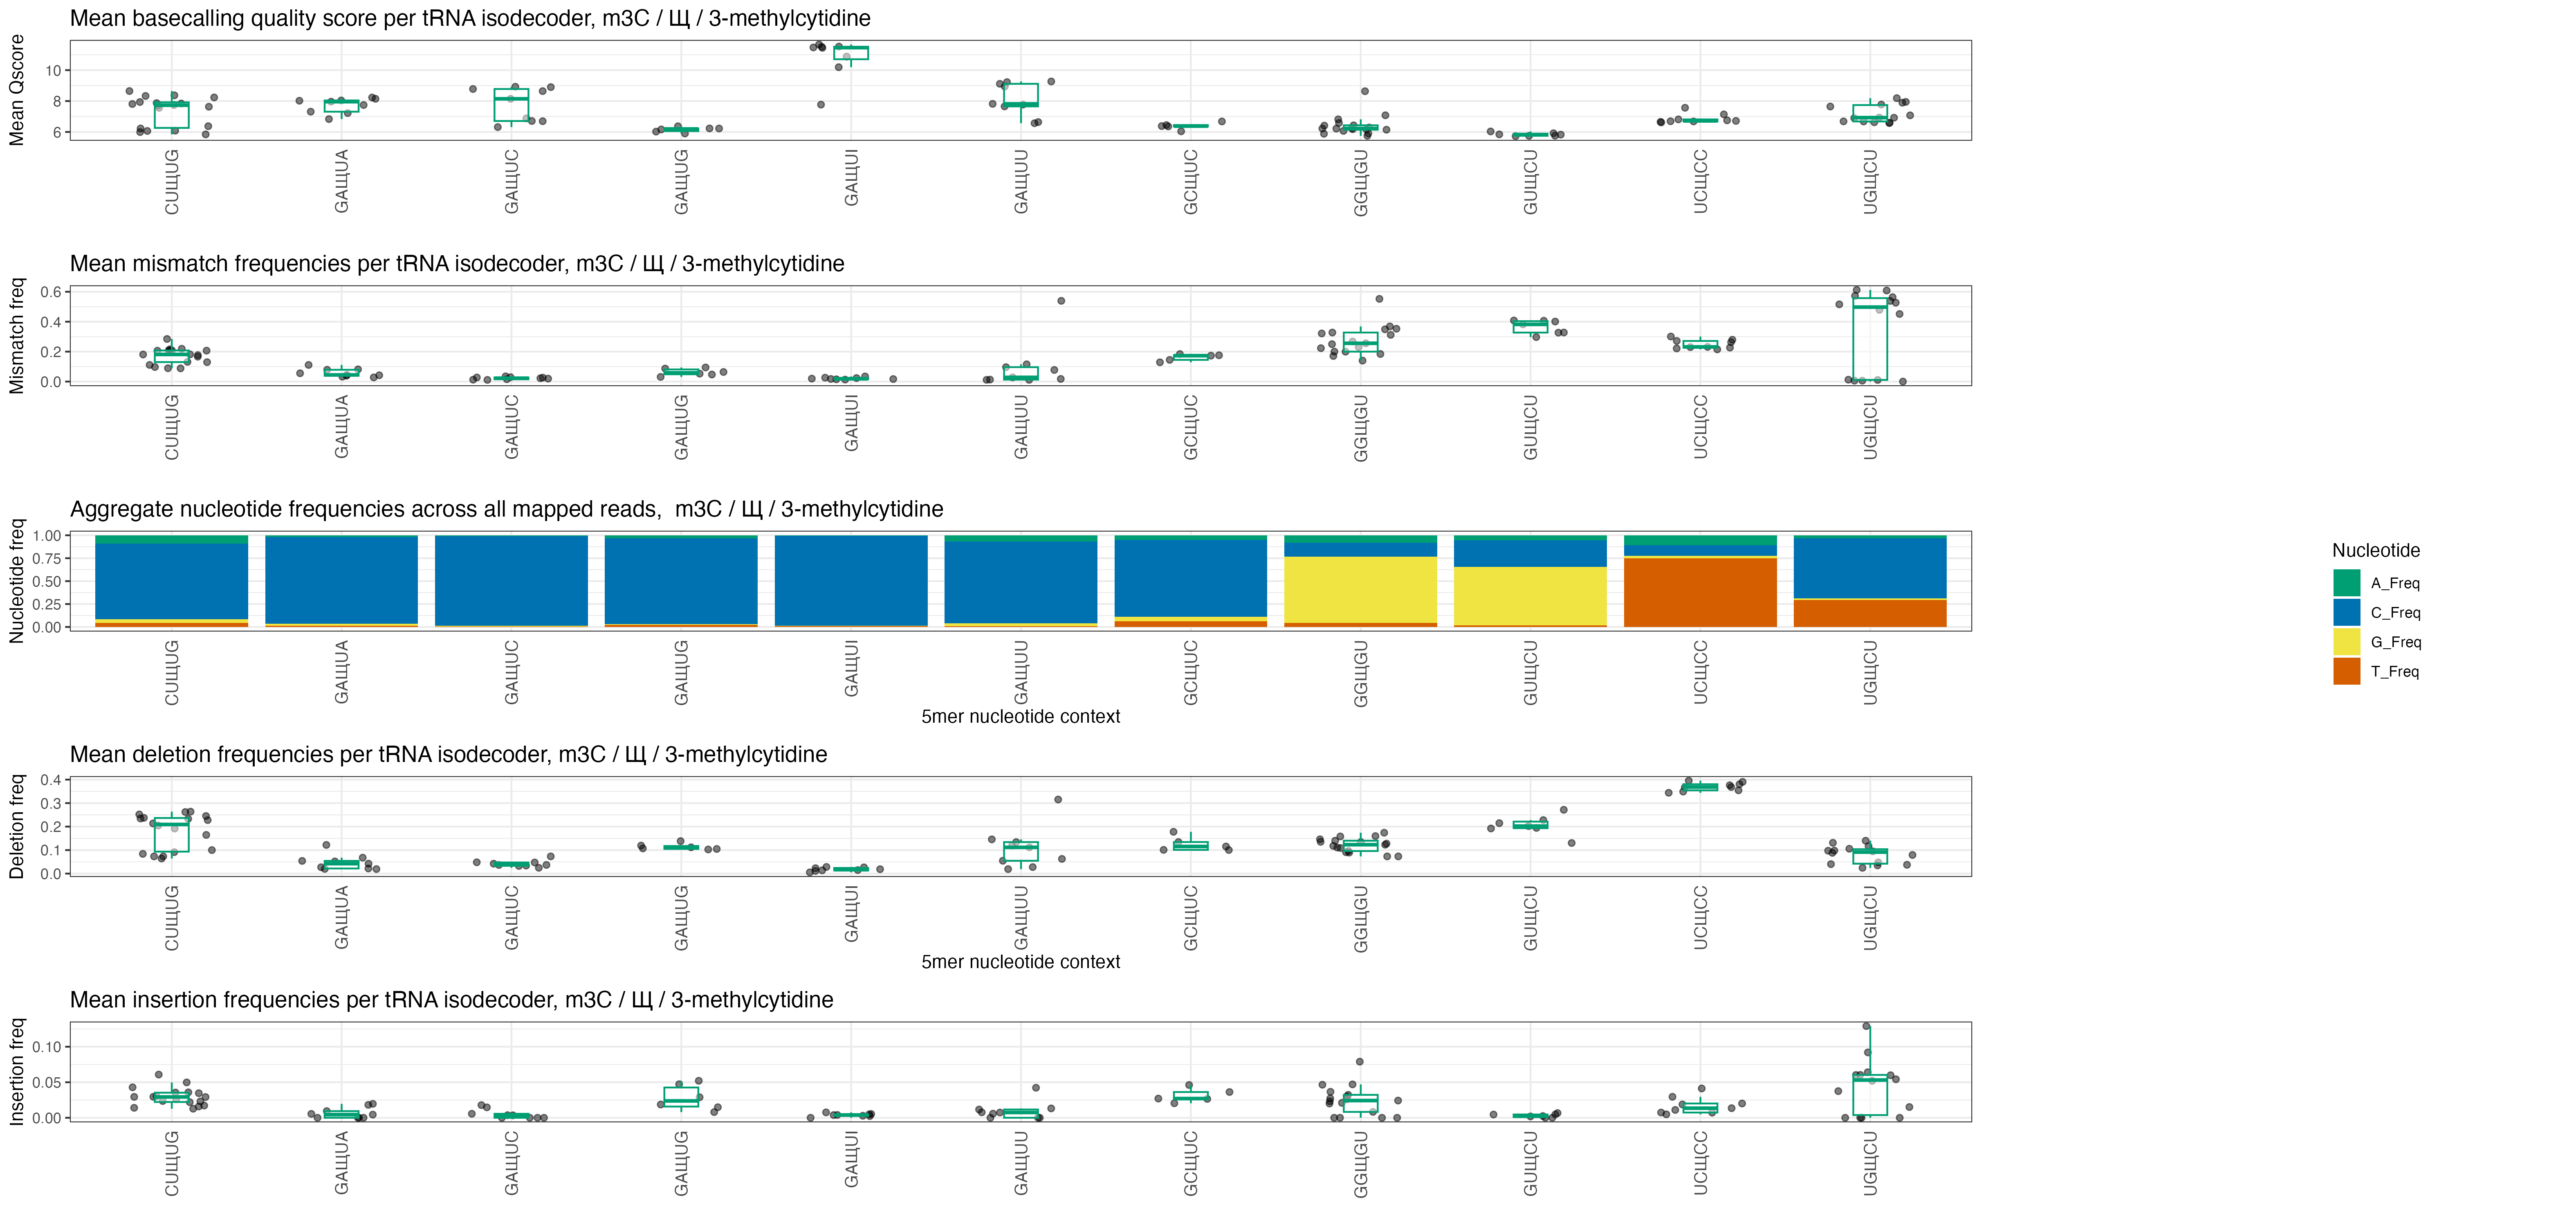 Mean basecalling quality score per tRNA isodecoder, m3C / Щ / 3-methylcytidine
Mean Qscore
10
8
6
CUЩUG GAЩUA GAЩUC GAЩUG GAЩUI GAЩUU GCЩUC GGЩGU GUЩCU UCЩCC UGЩCU
Mean mismatch frequencies per tRNA isodecoder, m3C / Щ / 3-methylcytidine
Mismatch freq
0.6
0.4
0.2
0.0
CUЩUG GAЩUA GAЩUC GAЩUG GAЩUI GAЩUU GCЩUC GGЩGU GUЩCU UCЩCC UGЩCU
Aggregate nucleotide frequencies across all mapped reads,  m3C / Щ / 3-methylcytidine
Nucleotide freq
1.00
0.75
0.50
0.25
0.00
CUЩUG GAЩUA GAЩUC GAЩUG GAЩUI GAЩUU GCЩUC GGЩGU GUЩCU UCЩCC UGЩCU
5mer nucleotide context
Nucleotide
A_Freq
C_Freq
G_Freq
T_Freq
Mean deletion frequencies per tRNA isodecoder, m3C / Щ / 3-methylcytidine
Deletion freq
0.4
0.3
0.2
0.1
0.0
CUЩUG GAЩUA GAЩUC GAЩUG GAЩUI GAЩUU GCЩUC GGЩGU GUЩCU UCЩCC UGЩCU
5mer nucleotide context
Mean insertion frequencies per tRNA isodecoder, m3C / Щ / 3-methylcytidine
Insertion freq
0.10
0.05
0.00
CUЩUG GAЩUA GAЩUC GAЩUG GAЩUI GAЩUU GCЩUC GGЩGU GUЩCU UCЩCC UGЩCU